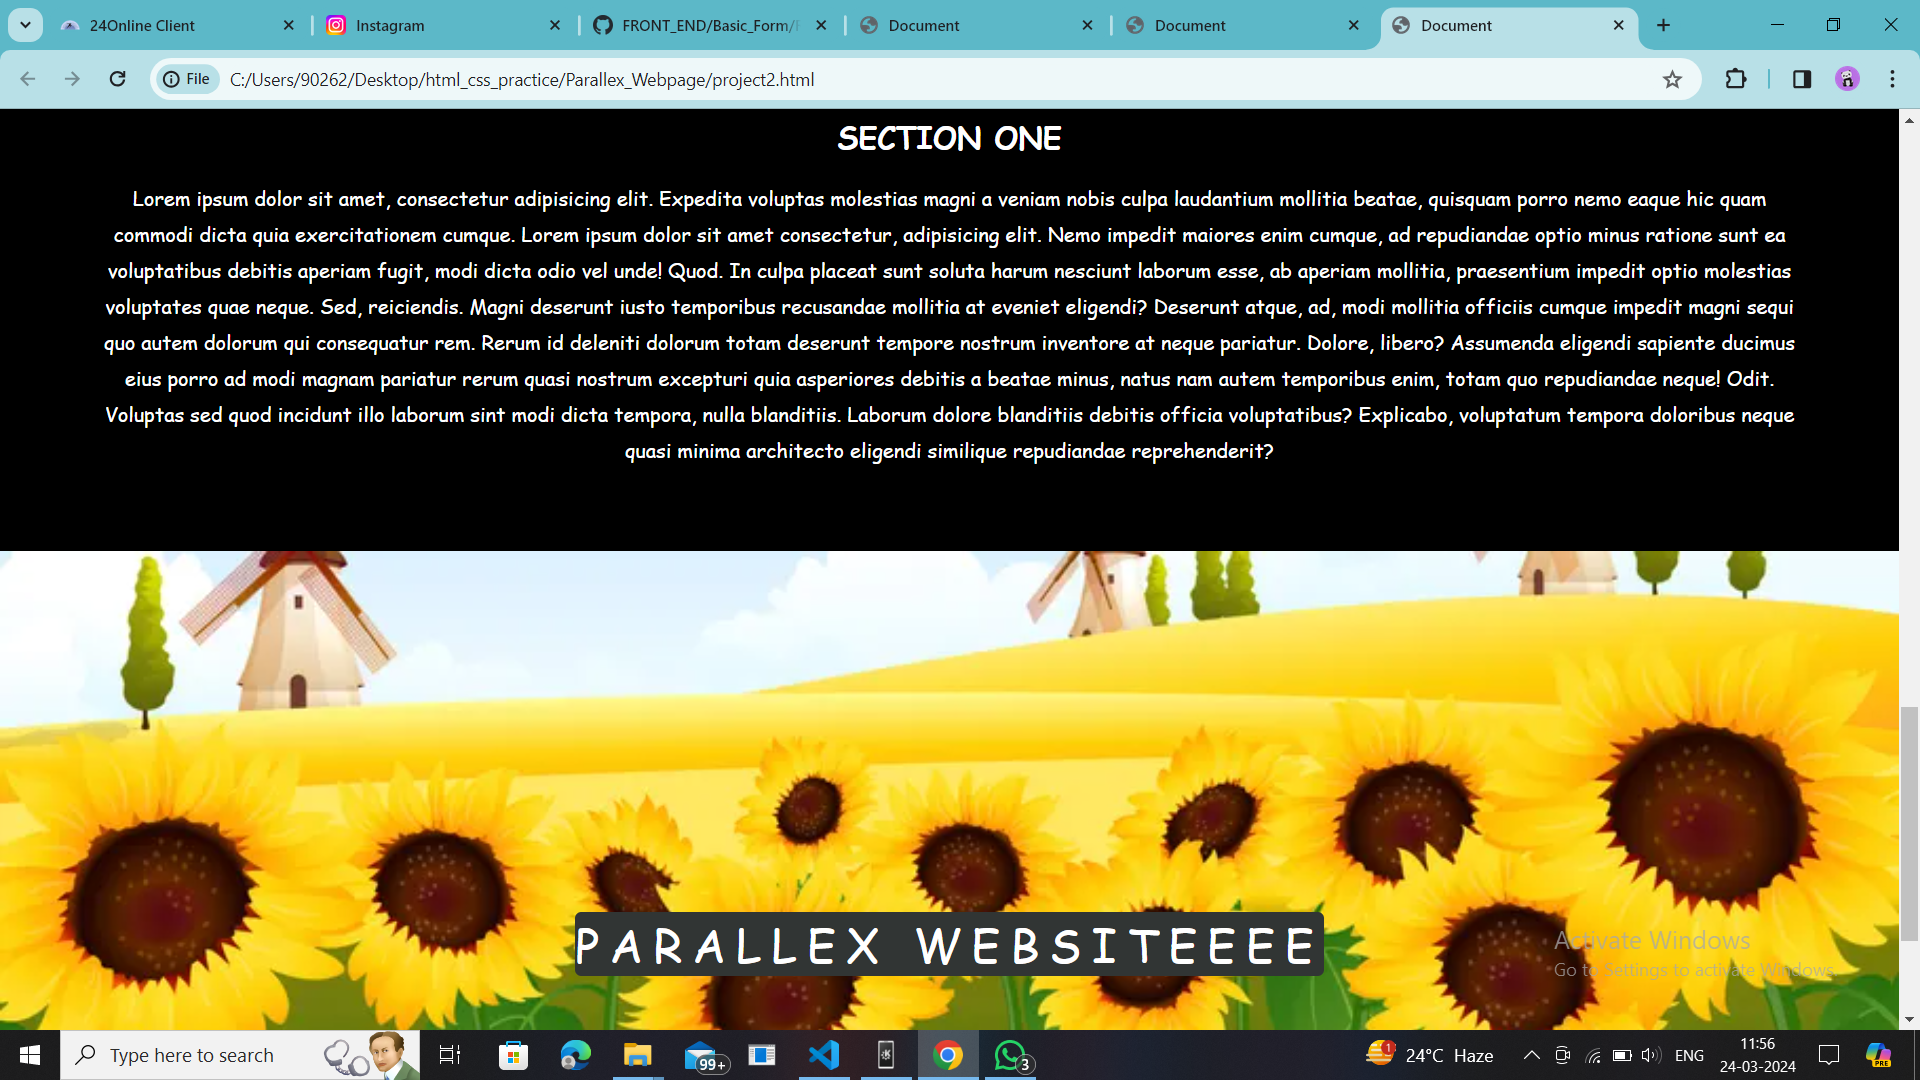 24Online Client
Instagram
FRONT_END/Basic_Form/
Document
Document
Document
File
C:/Users/90262/Desktop/html_css_practice/Parallex_Webpage/project2.html
SECTION ONE
Lorem ipsum dolor sit amet, consectetur adipisicing elit. Expedita voluptas molestias magni a veniam nobis culpa laudantium mollitia beatae, quisquam porro nemo eaque hic quam
commodi dicta quia exercitationem cumque. Lorem ipsum dolor sit amet consectetur, adipisicing elit. Nemo impedit maiores enim cumque, ad repudiandae optio minus ratione sunt ea
voluptatibus debitis aperiam fugit, modi dicta odio vel unde! Quod. In culpa placeat sunt soluta harum nesciunt laborum esse, ab aperiam mollitia, praesentium impedit optio molestias
voluptates quae neque. Sed, reiciendis. Magni deserunt iusto temporibus recusandae mollitia at eveniet eligendi? Deserunt atque, ad, modi mollitia officiis cumque impedit magni sequi
quo autem dolorum qui consequatur rem. Rerum id deleniti dolorum totam deserunt tempore nostrum inventore at neque pariatur. Dolore, libero? Assumenda eligendi sapiente ducimus
eius porro ad modi magnam pariatur rerum quasi nostrum excepturi quia asperiores debitis a beatae minus, natus nam autem temporibus enim, totam quo repudiandae neque! Odit.
Voluptas sed quod incidunt illo laborum sint modi dicta tempora, nulla blanditiis. Laborum dolore blanditiis debitis officia voluptatibus? Explicabo, voluptatum tempora doloribus neque
quasi minima architecto eligendi similique repudiandae reprehenderit?
PARALLEX WEBSITEEEE
Activate Windows
Go to Settings to activate Windows.
Type here to search
99+
3
1
24°C Haze
ENG
11:56
24-03-2024
PRE